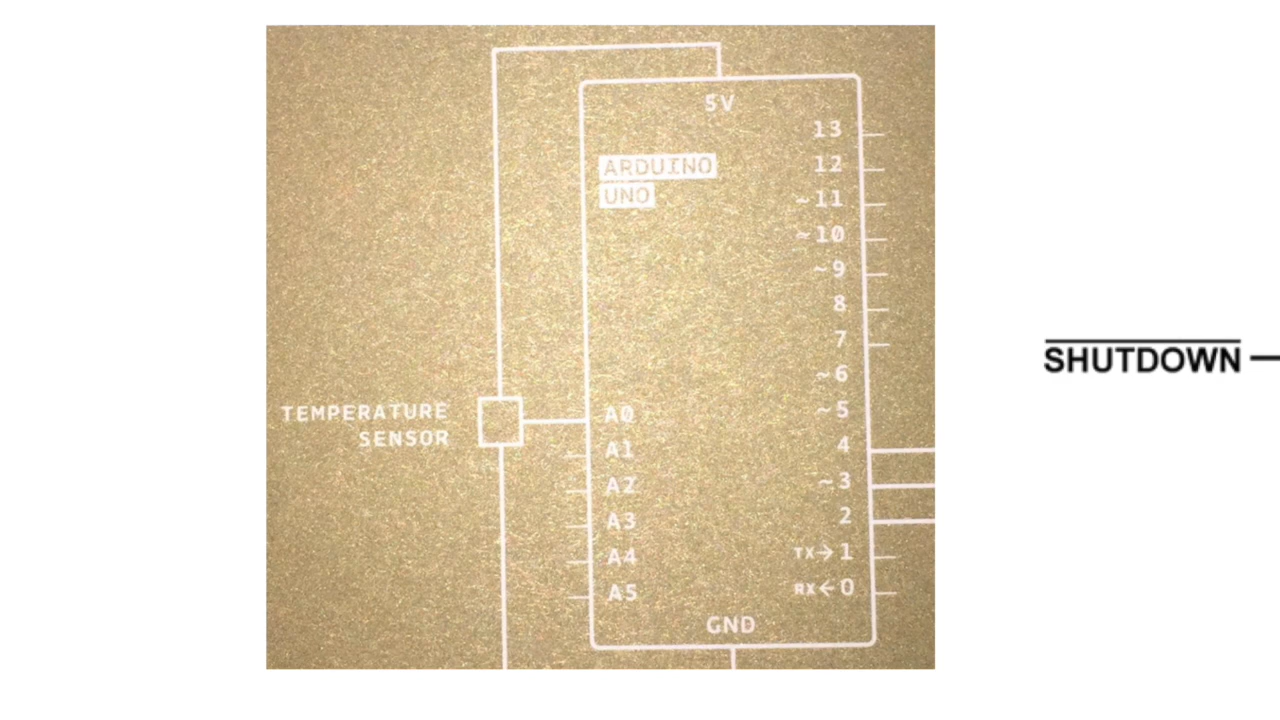 5V
13
ARDUINO
12
UNO
~11
~10
~9
8
7
~6
TEMPERATURE
SENSOR
A0
~5
A1
4
A2
~3
A3
2
A4
TX→1
A5
RX←0
GND
SHUTDOWN